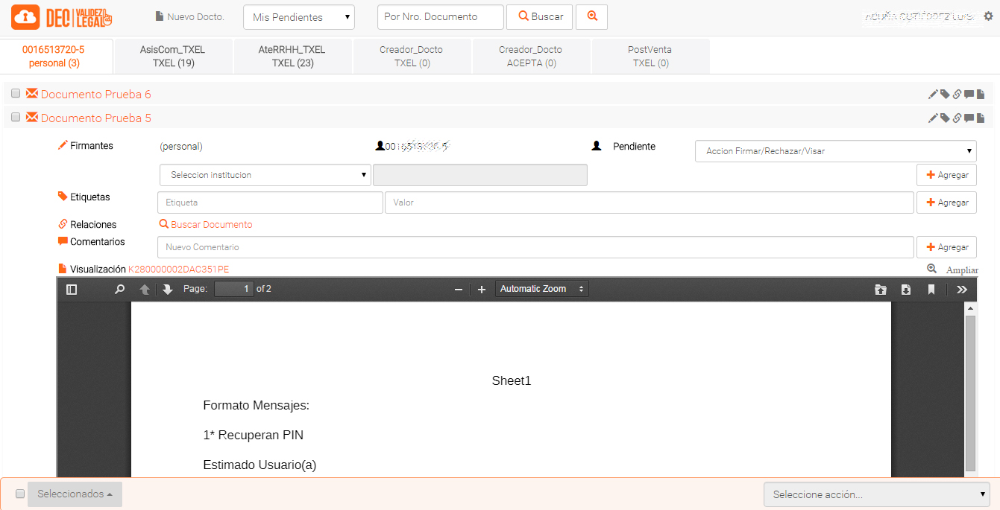 DEC VALIDEZ LEGAL
Nuevo Docto.
Mis Pendientes
Por Nro. Documento
Buscar
0016513720-5
personal (3)
AsisCom_TXEL
TXEL (19)
AteRRHH_TXEL
TXEL (23)
Creador_Docto
TXEL (0)
Creador_Docto
ACEPTA (0)
PostVenta
TXEL (0)
Documento Prueba 6
Documento Prueba 5
Firmantes
(personal)
Pendiente
Accion Firmar/Rechazar/Visar
Seleccion institucion
Agregar
Etiquetas
Etiqueta
Valor
Agregar
Relaciones
Buscar Documento
Comentarios
Nuevo Comentario
Agregar
Visualización K280000002DAC351PE
Ampliar
Page: 1 of 2
Automatic Zoom
Sheet1
Formato Mensajes:
1* Recuperan PIN
Estimado Usuario(a)
Seleccionados
Seleccione acción...